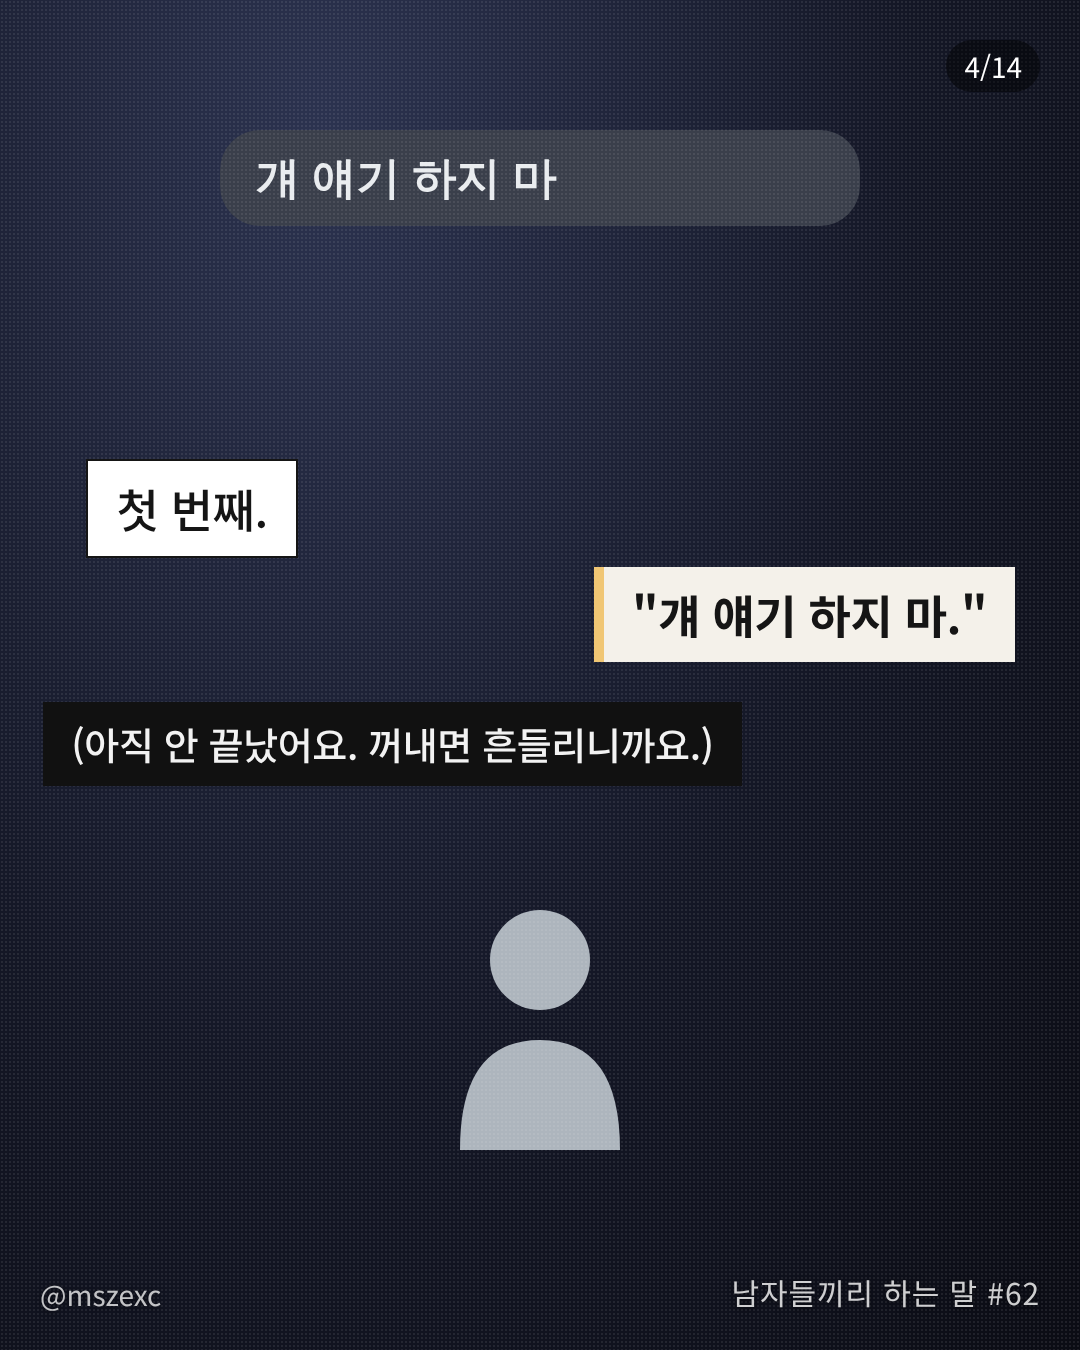 4/14
걔 얘기 하지 마
첫 번째.
"걔 얘기 하지 마."
(아직 안 끝났어요. 꺼내면 흔들리니까요.)
@mszexc
남자들끼리 하는 말 #62